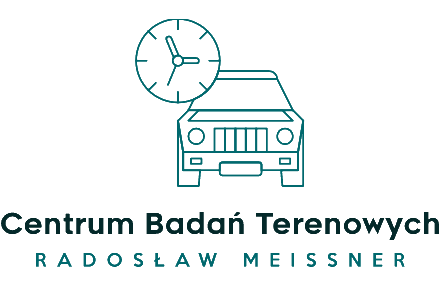 Centrum Badań Terenowych
RADOSŁAW MEISSNER